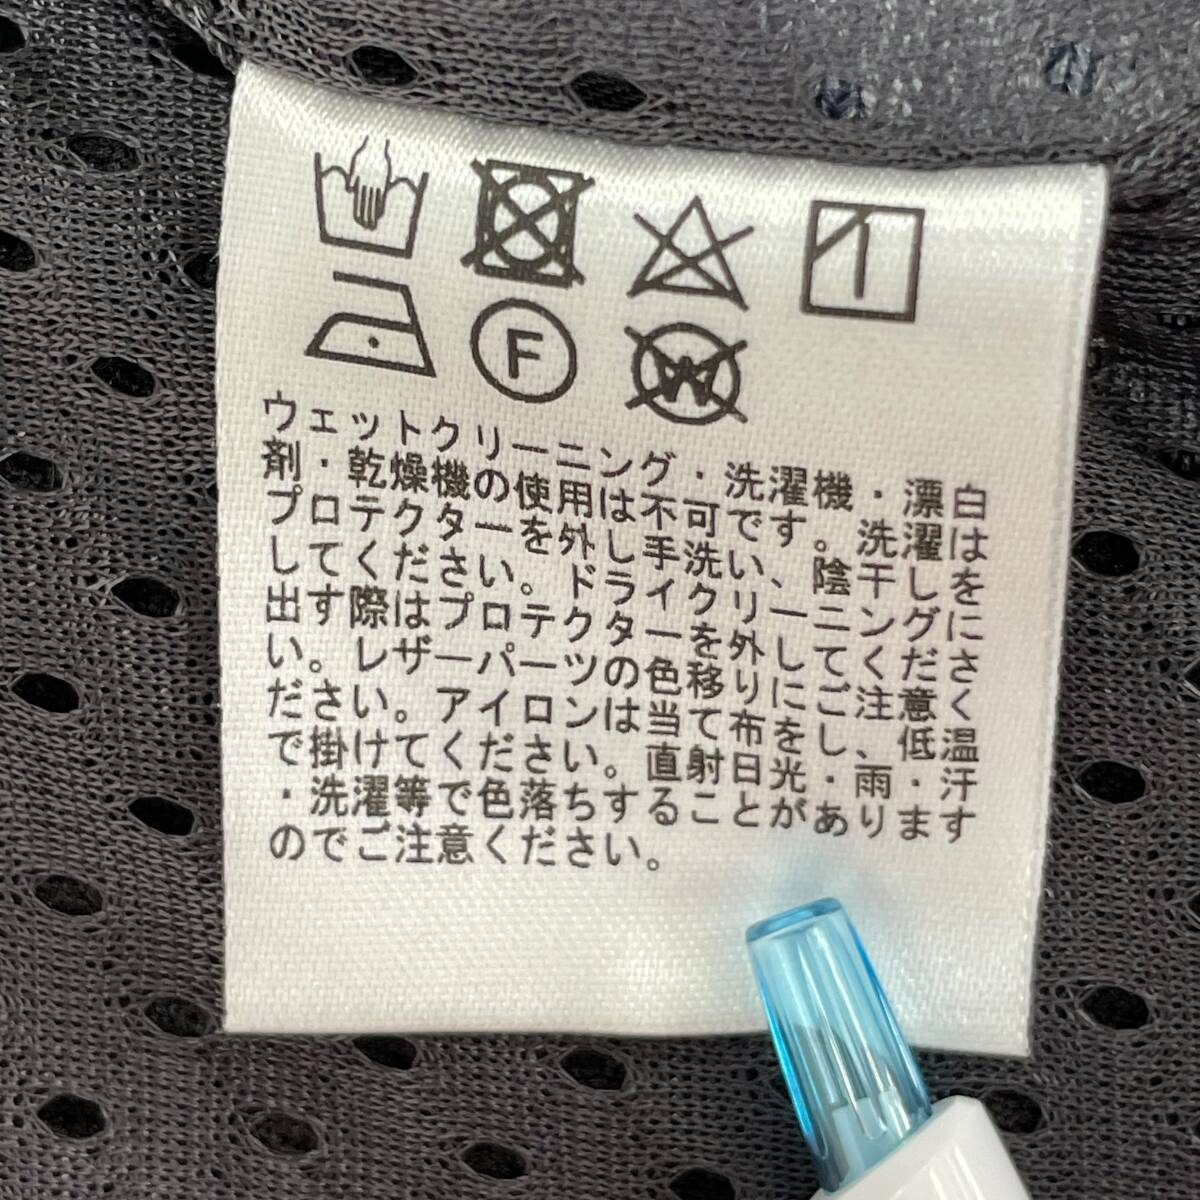 F
W
ウェットクリーニング・洗濯機・漂白
剤・乾燥機の使用は不可です。洗濯は
プロテクターを外し手洗い、陰干しを
してください。ドライクリーニングに
出す際はプロテクターを外してくださ
い。レザーパーツの色移りにご注意く
ださい。アイロンは当て布をし、低温
で掛けてください。直射日光・雨・汗
・洗濯等で色落ちすることがあります
のでご注意ください。